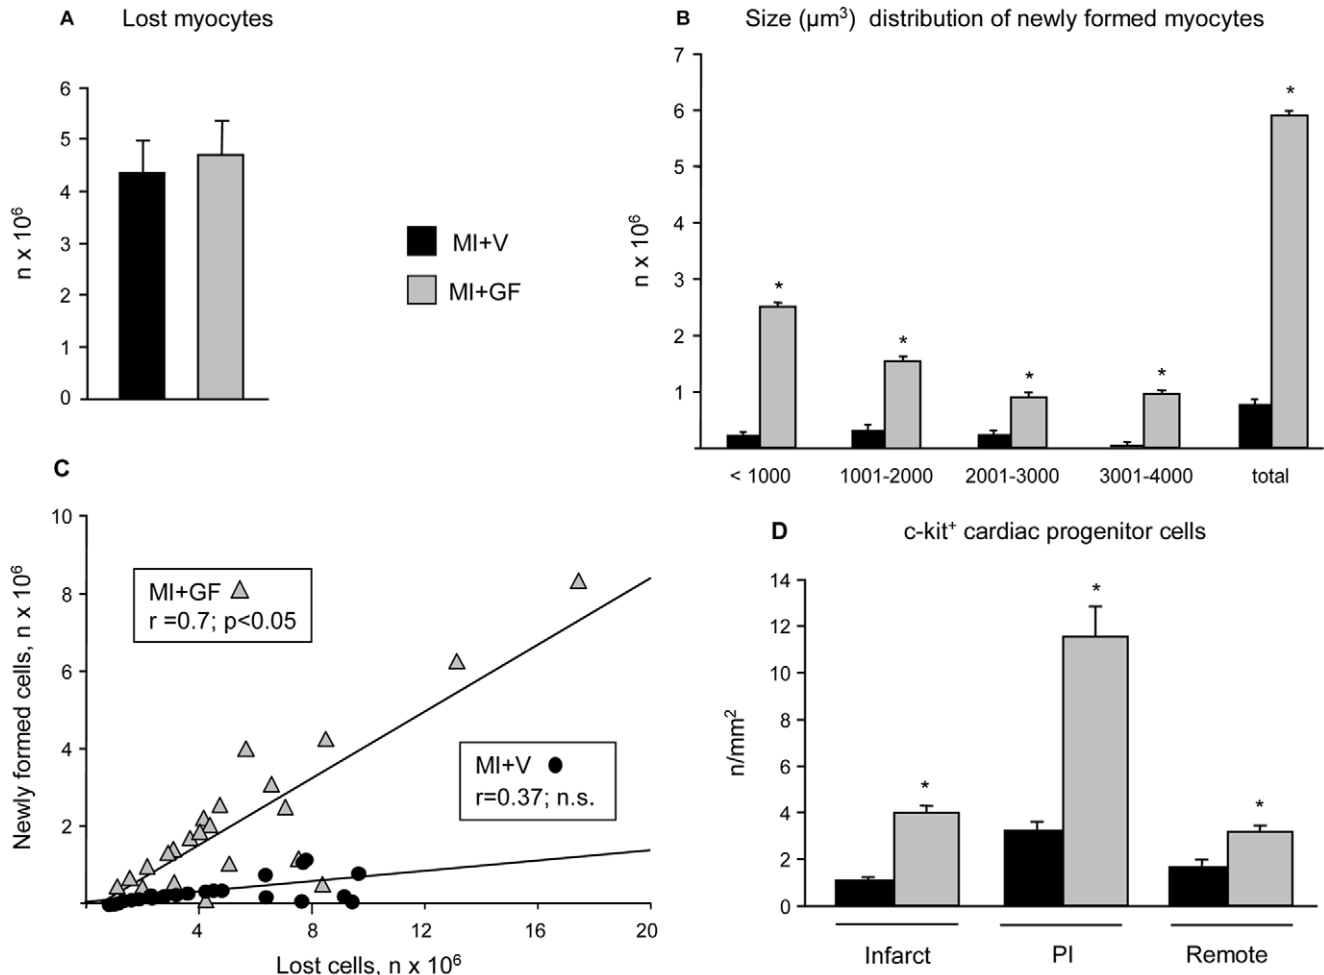 A Lost myocytes
6
5
4
3
2
1
0
n x 10⁶
MI+V
MI+GF
B Size (µm³) distribution of newly formed myocytes
7
6
5
4
3
2
1
n x 10⁶
*
*
*
*
*
< 1000 1001-2000 2001-3000 3001-4000 total
C
10
8
6
4
2
Newly formed cells, n x 10⁶
MI+GF
r =0.7; p<0.05
MI+V
r=0.37; n.s.
4 8 12 16 20
Lost cells, n x 10⁶
D c-kit⁺ cardiac progenitor cells
14
12
10
8
6
4
2
0
n/mm²
*
*
*
Infarct PI Remote